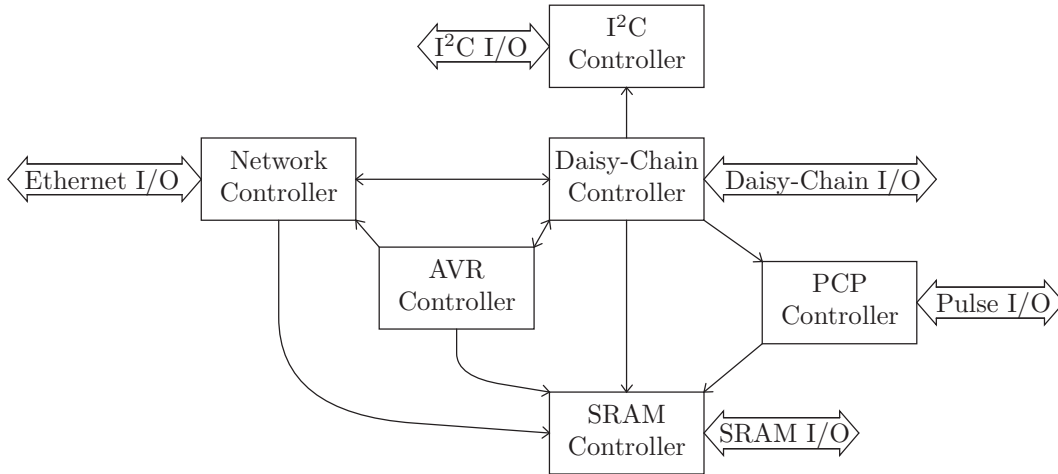 I²C I/O
I²C
Controller
Ethernet I/O
Network
Controller
Daisy-Chain
Controller
Daisy-Chain I/O
AVR
Controller
PCP
Controller
Pulse I/O
SRAM
Controller
SRAM I/O